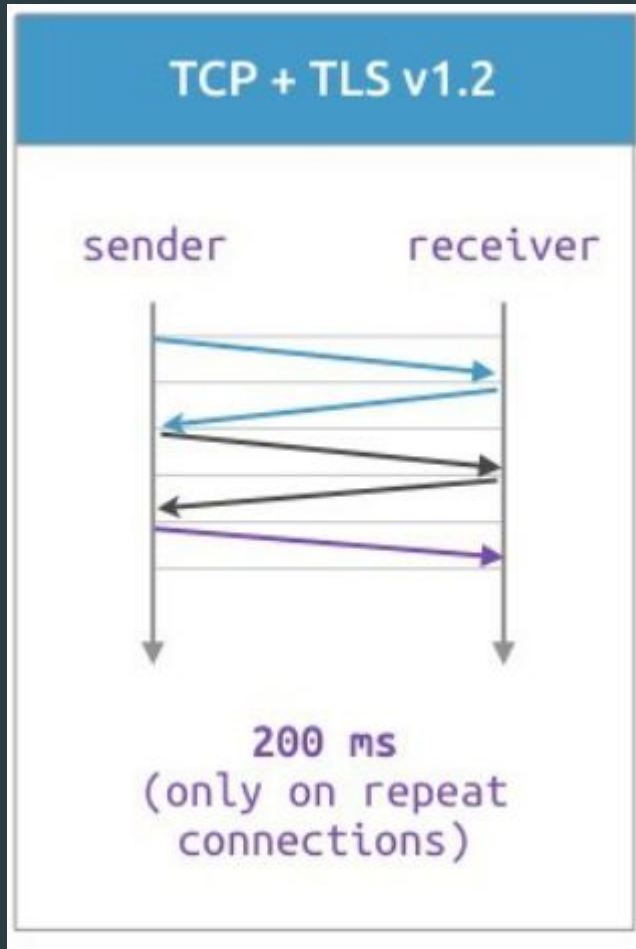 TCP + TLS v1.2
sender receiver
200 ms
(only on repeat
connections)